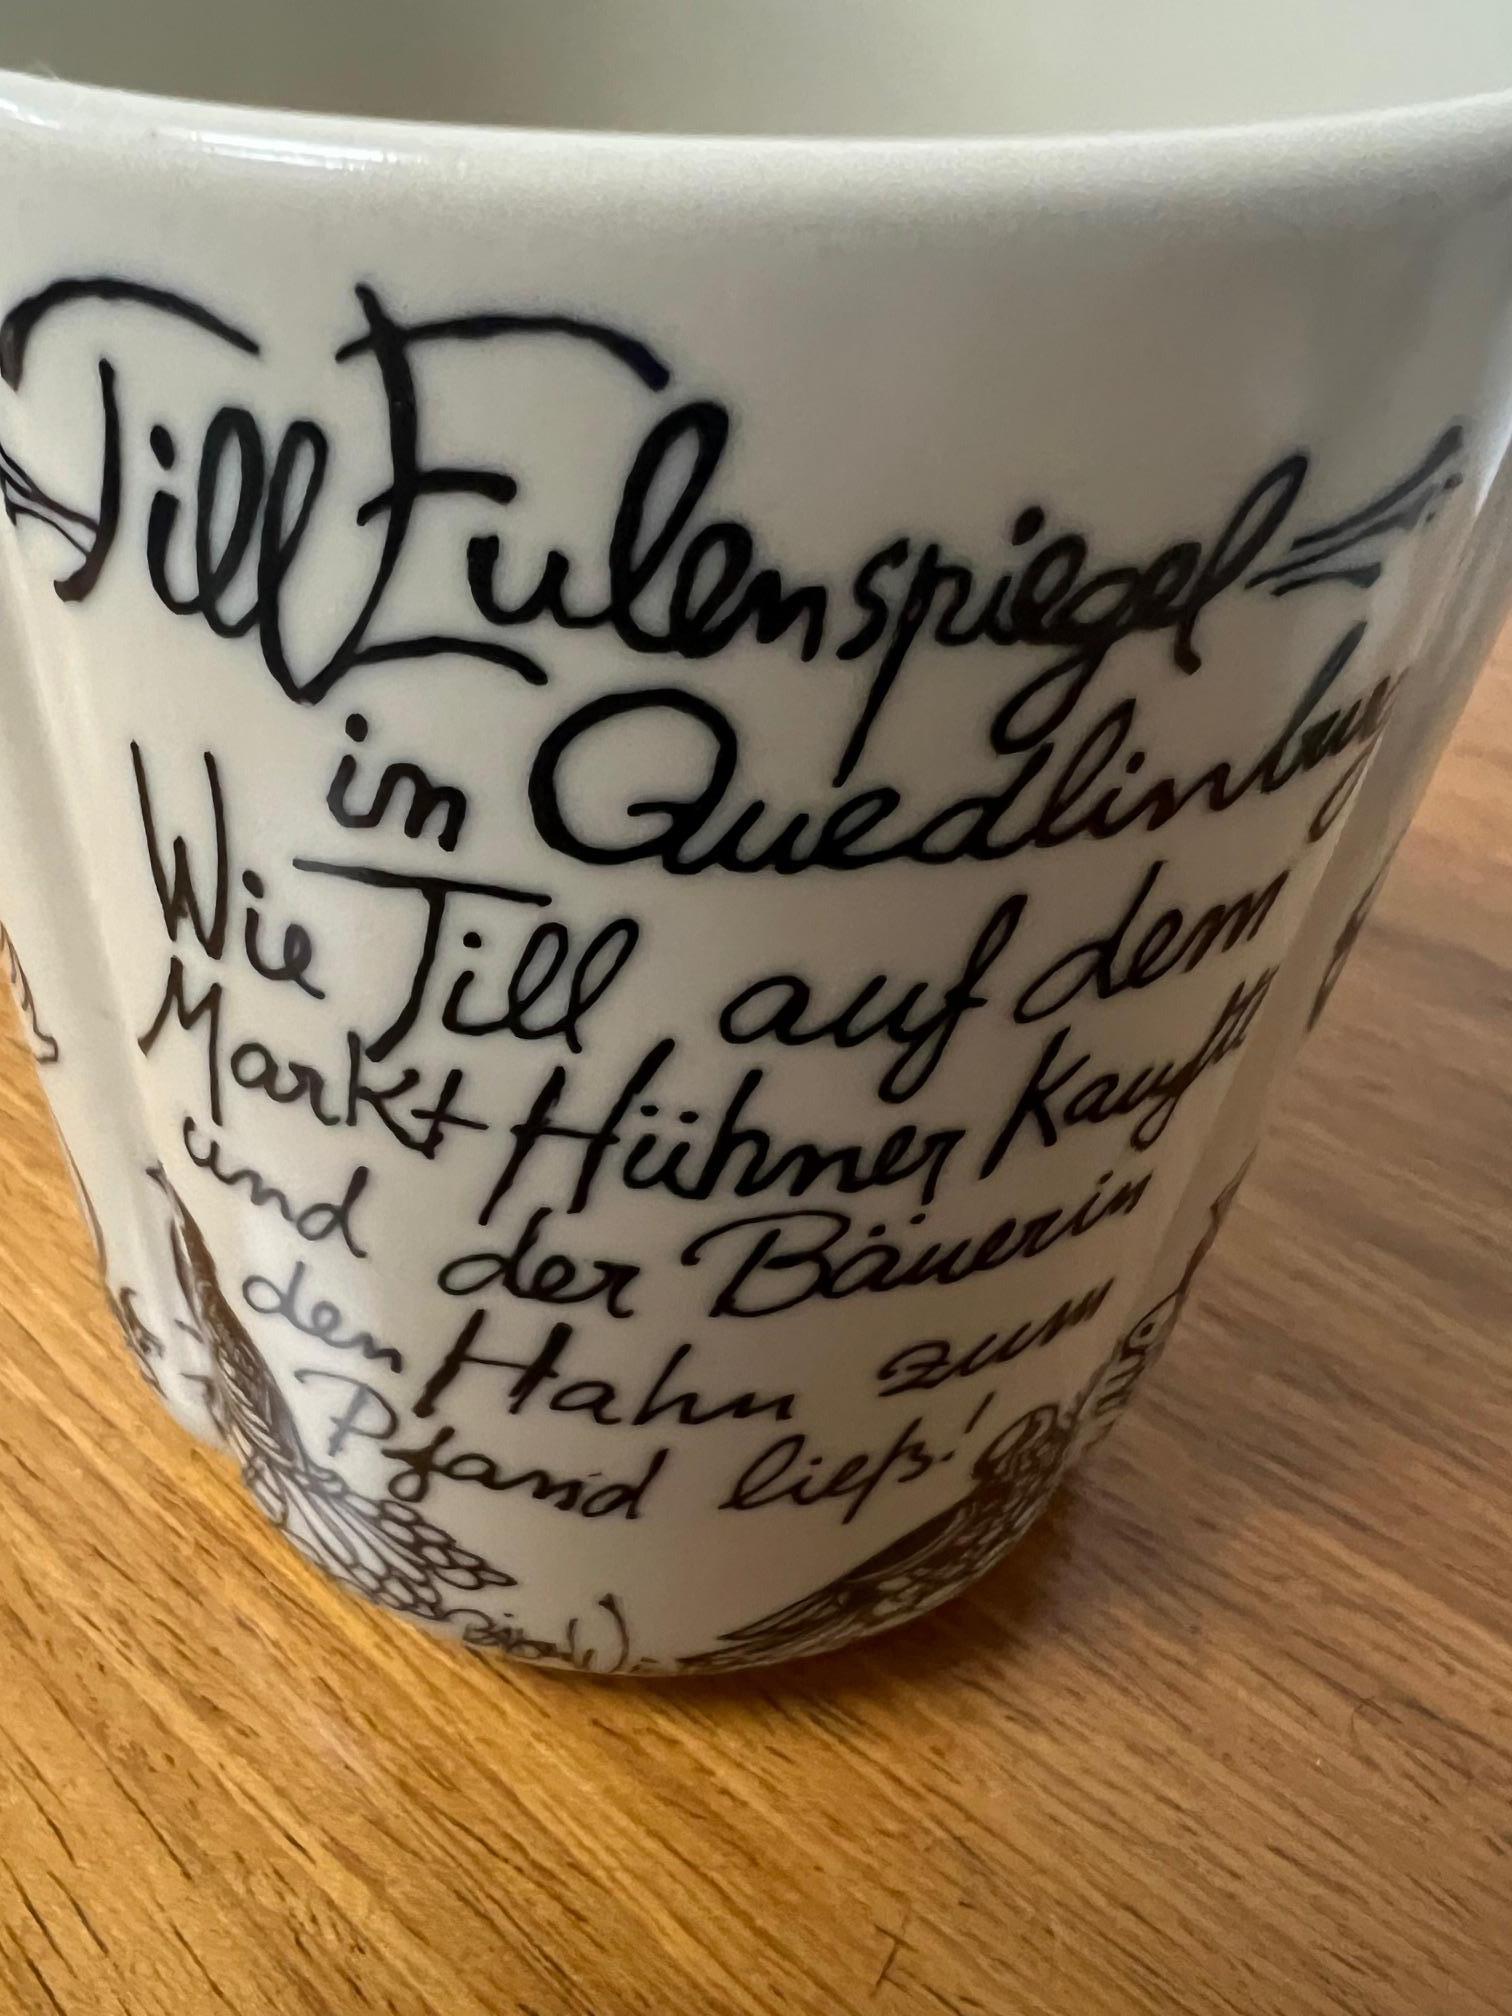 Till Eulenspiegel
in Quedlinburg
Wie Till auf dem
Markt Hühner kaufte
und der Bäuerin
den Hahn zum
Pfand ließ!